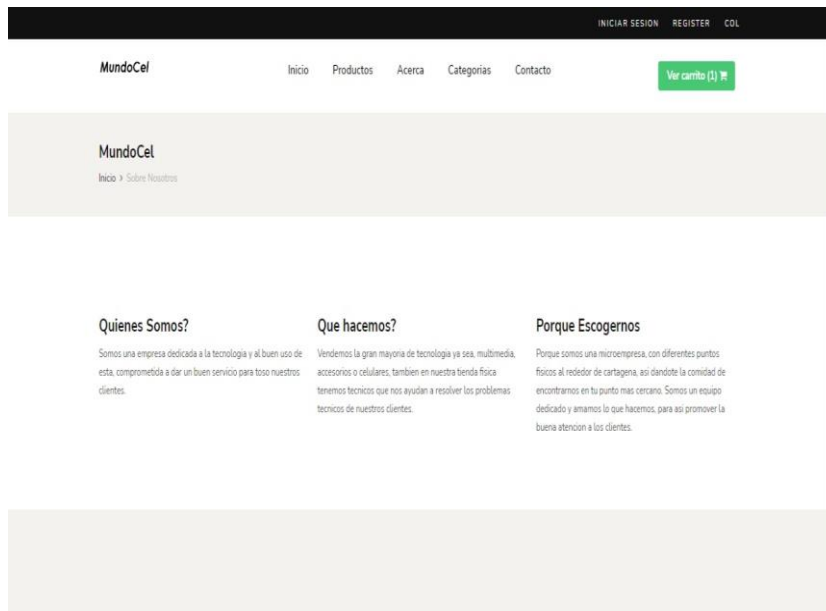 INICIAR SESION REGISTER COL
MundoCel Inicio Productos Acerca Categorias Contacto Ver carrito (1)
MundoCel
Inicio > Sobre Nosotros
Quienes Somos?
Somos una empresa dedicada a la tecnologia y al buen uso de
esta, comprometida a dar un buen servicio para toso nuestros
clientes.
Que hacemos?
Vendemos la gran mayoria de tecnologia ya sea, multimedia,
accesorios o celulares, tambien en nuestra tienda fisica
tenemos tecnicos que nos ayudan a resolver los problemas
tecnicos de nuestros clientes.
Porque Escogernos
Porque somos una microempresa, con diferentes puntos
fisicos al rededor de cartagena, asi dandote la comidad de
encontrarnos en tu punto mas cercano. Somos un equipo
dedicado y amamos lo que hacemos, para asi promover la
buena atencion a los clientes.